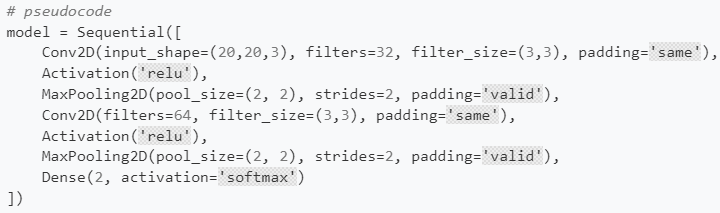 # pseudocode
model = Sequential([
    Conv2D(input_shape=(20,20,3), filters=32, filter_size=(3,3), padding='same'),
    Activation('relu'),
    MaxPooling2D(pool_size=(2, 2), strides=2, padding='valid'),
    Conv2D(filters=64, filter_size=(3,3), padding='same'),
    Activation('relu'),
    MaxPooling2D(pool_size=(2, 2), strides=2, padding='valid'),
    Dense(2, activation='softmax')
])